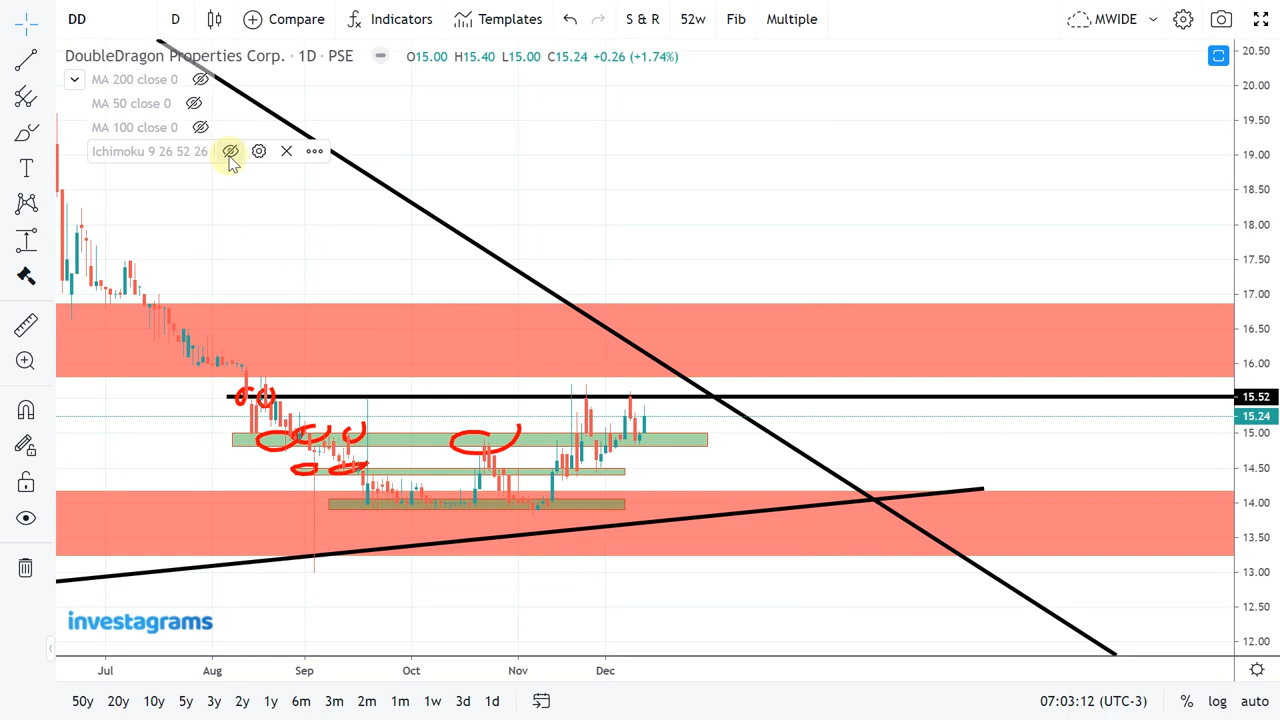 DD D Compare Indicators Templates S & R 52w Fib Multiple MWIDE
DoubleDragon Properties Corp. · 1D · PSE O15.00 H15.40 L15.00 C15.24 +0.26 (+1.74%)
MA 200 close 0
MA 50 close 0
MA 100 close 0
Ichimoku 9 26 52 26
20.50
20.00
19.50
19.00
18.50
18.00
17.50
17.00
16.50
16.00
15.52
15.24
15.00
14.50
14.00
13.50
13.00
12.50
12.00
investagrams
Jul Aug Sep Oct Nov Dec
50y 20y 10y 5y 3y 2y 1y 6m 3m 2m 1m 1w 3d 1d 07:03:12 (UTC-3) % log auto